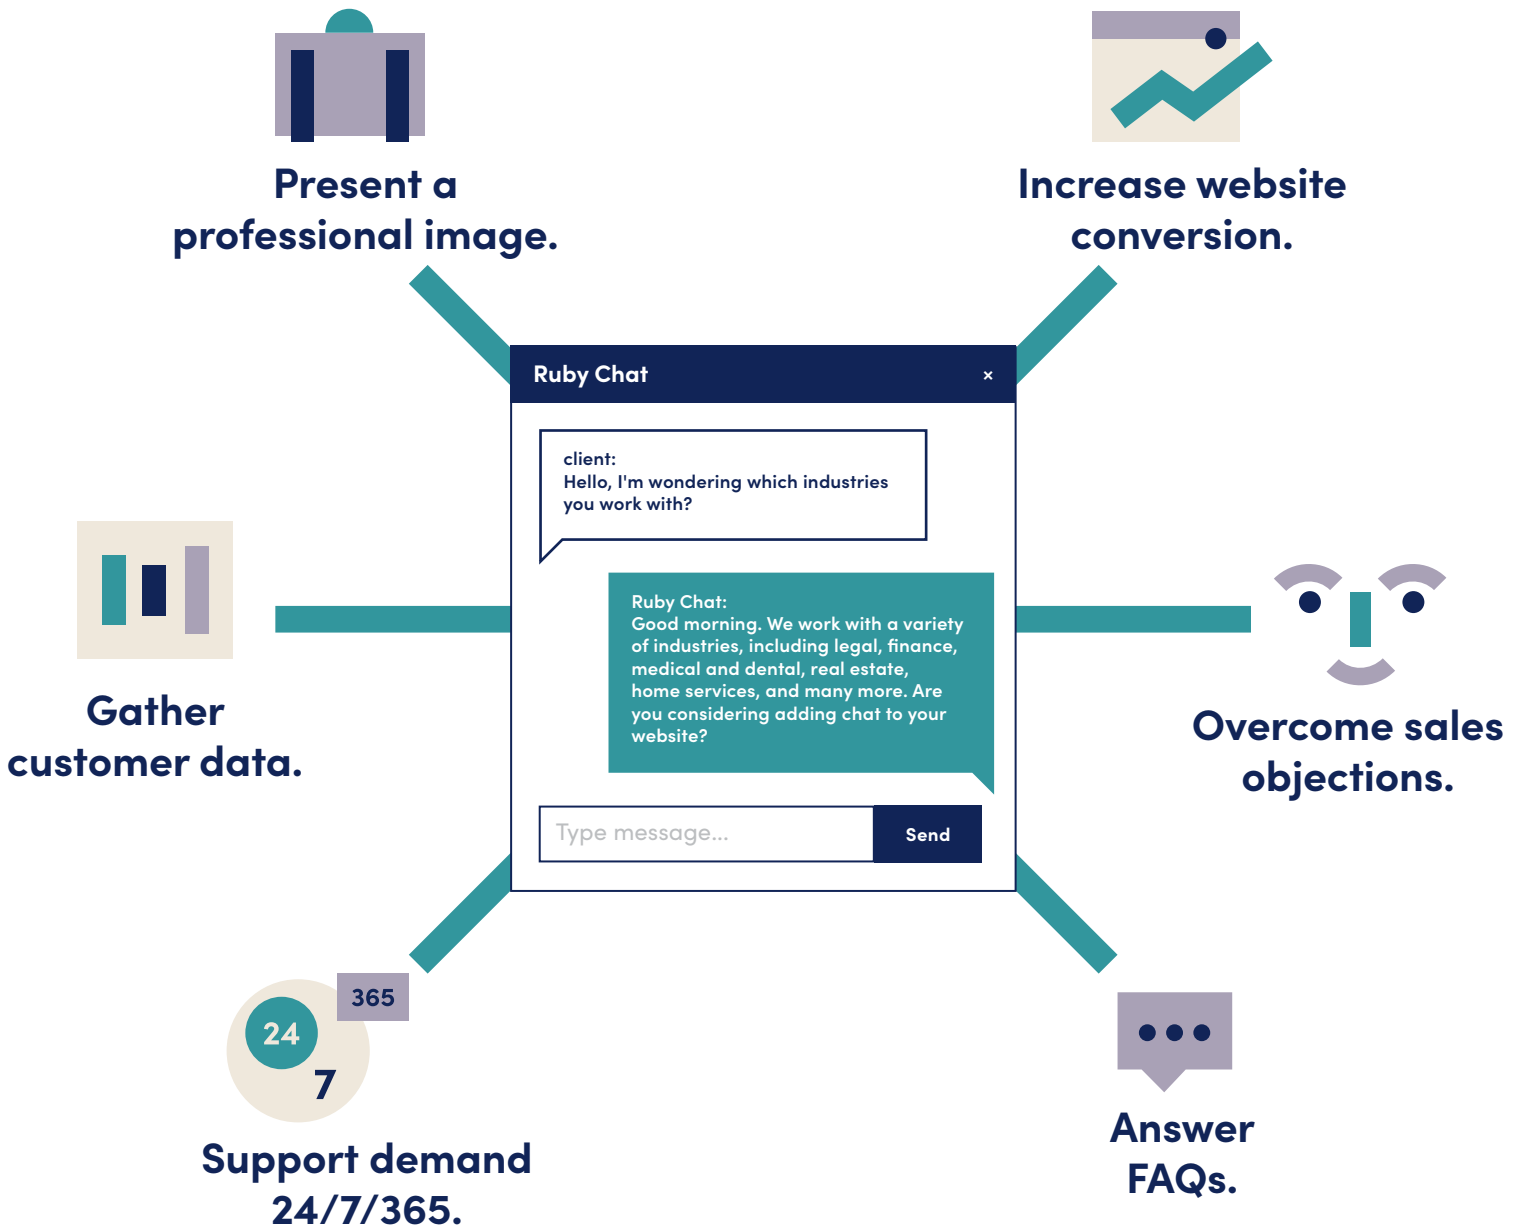 Present a
professional image.
Increase website
conversion.
Ruby Chat ×
client:
Hello, I'm wondering which industries
you work with?
Ruby Chat:
Good morning. We work with a variety
of industries, including legal, finance,
medical and dental, real estate,
home services, and many more. Are
you considering adding chat to your
website?
Type message...
Send
Gather
customer data.
Overcome sales
objections.
365
24
7
Support demand
24/7/365.
Answer
FAQs.